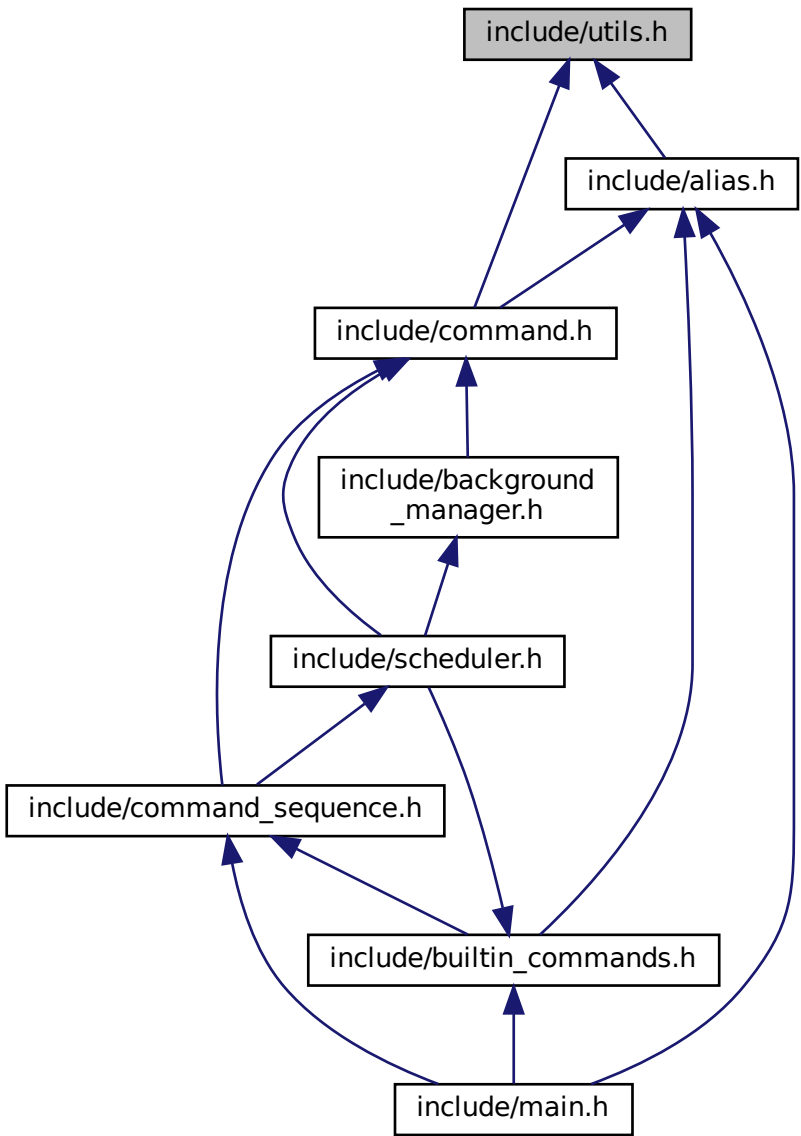 include/utils.h
include/alias.h
include/command.h
include/background
_manager.h
include/scheduler.h
include/command_sequence.h
include/builtin_commands.h
include/main.h